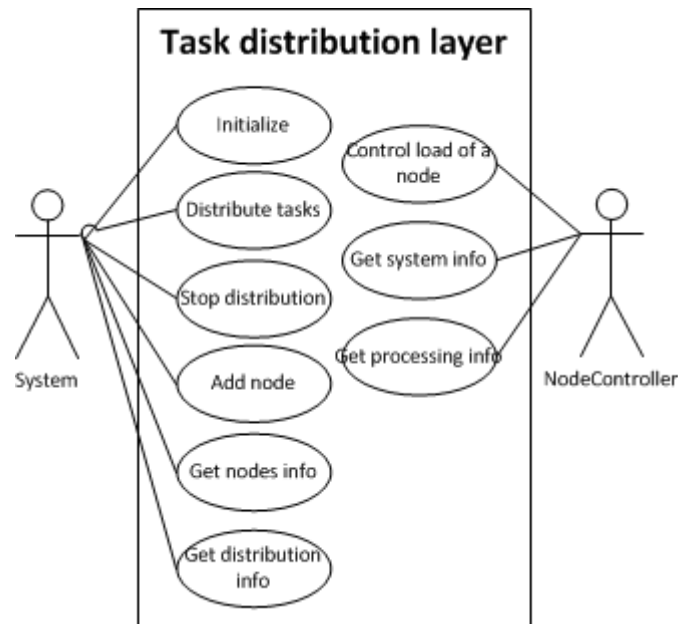 Task distribution layer
Initialize
Distribute tasks
Stop distribution
Add node
Get nodes info
Get distribution
info
Control load of a
node
Get system info
Get processing info
System
NodeController